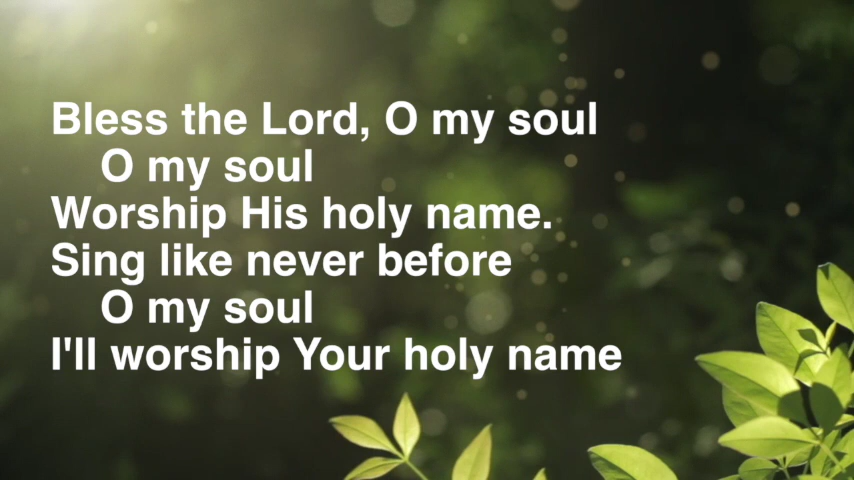 Bless the Lord, O my soul
O my soul
Worship His holy name.
Sing like never before
O my soul
I'll worship Your holy name